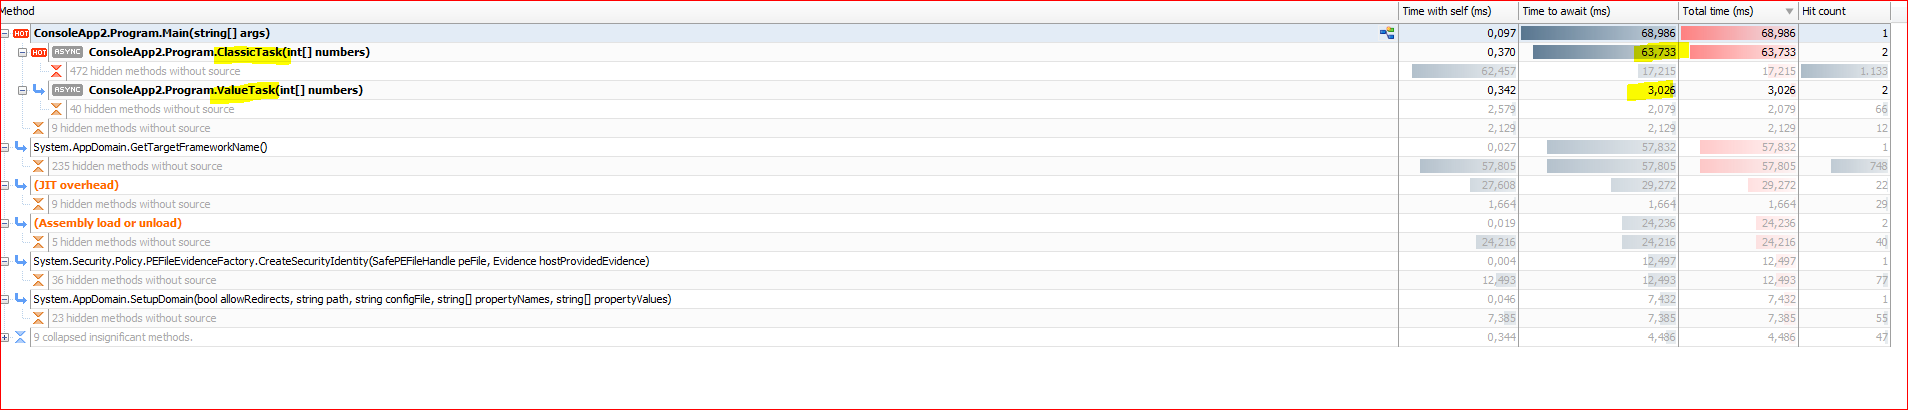 Method Time with self (ms) Time to await (ms) Total time (ms) Hit count
HOT ConsoleApp2.Program.Main(string[] args) 0,097 68,986 68,986 1
HOT ASYNC ConsoleApp2.Program.ClassicTask(int[] numbers) 0,370 63,733 63,733 2
472 hidden methods without source 62,457 17,215 17,215 1.133
ASYNC ConsoleApp2.Program.ValueTask(int[] numbers) 0,342 3,026 3,026 2
40 hidden methods without source 2,579 2,079 2,079 66
9 hidden methods without source 2,129 2,129 2,129 12
System.AppDomain.GetTargetFrameworkName() 0,027 57,832 57,832 1
235 hidden methods without source 57,805 57,805 57,805 748
(JIT overhead) 27,608 29,272 29,272 22
9 hidden methods without source 1,664 1,664 1,664 29
(Assembly load or unload) 0,019 24,236 24,236 2
5 hidden methods without source 24,216 24,216 24,216 40
System.Security.Policy.PEFileEvidenceFactory.CreateSecurityIdentity(SafePEFileHandle peFile, Evidence hostProvidedEvidence) 0,004 12,497 12,497 1
36 hidden methods without source 12,493 12,493 12,493 77
System.AppDomain.SetupDomain(bool allowRedirects, string path, string configFile, string[] propertyNames, string[] propertyValues) 0,046 7,432 7,432 1
23 hidden methods without source 7,385 7,385 7,385 55
9 collapsed insignificant methods. 0,344 4,486 4,486 47